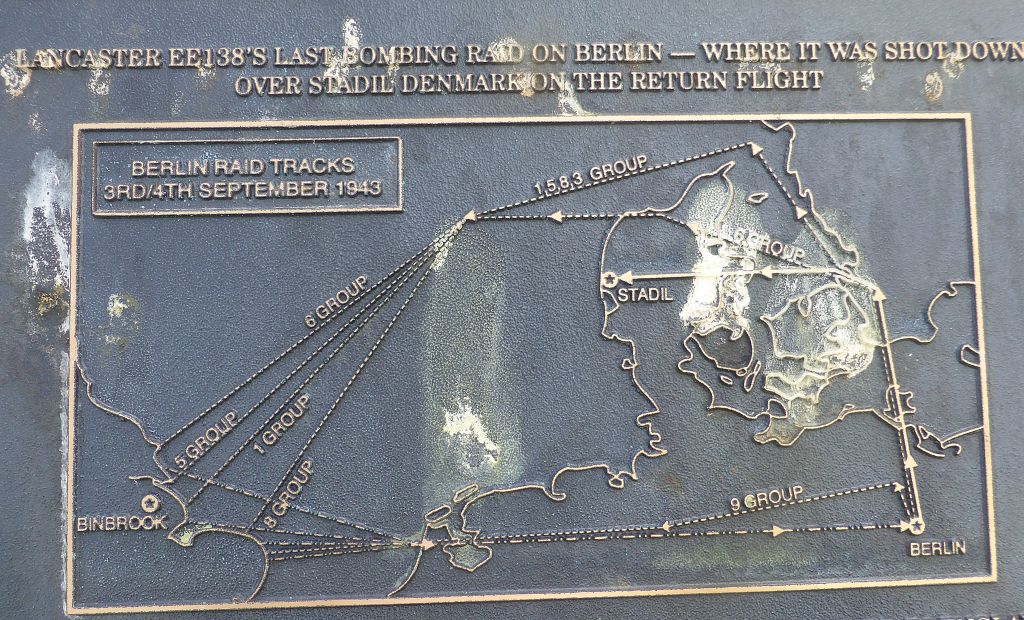 LANCASTER EE138'S LAST BOMBING RAID ON BERLIN — WHERE IT WAS SHOT DOWN
OVER STADIL DENMARK ON THE RETURN FLIGHT
BERLIN RAID TRACKS
3RD/4TH SEPTEMBER 1943
1,5,8,3 GROUP
6 GROUP
GROUP
STADIL
5 GROUP
1 GROUP
8 GROUP
9 GROUP
BINBROOK
BERLIN